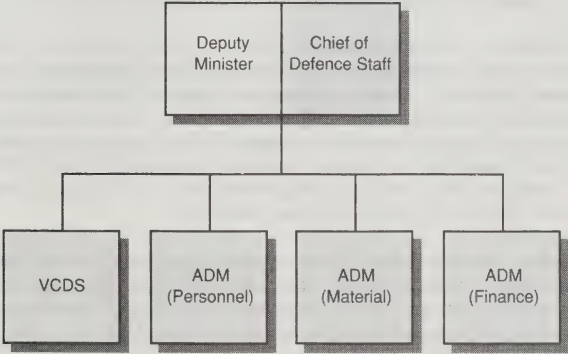 Deputy
Minister
Chief of
Defence Staff
VCDS
ADM
(Personnel)
ADM
(Material)
ADM
(Finance)